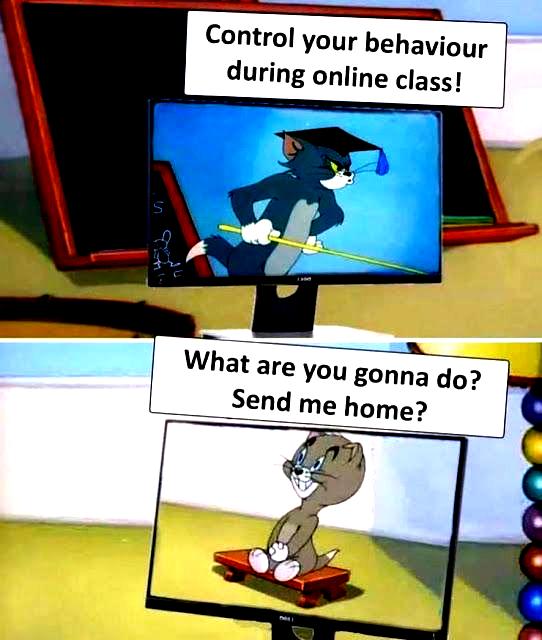 Control your behaviour
during online class!
What are you gonna do?
Send me home?